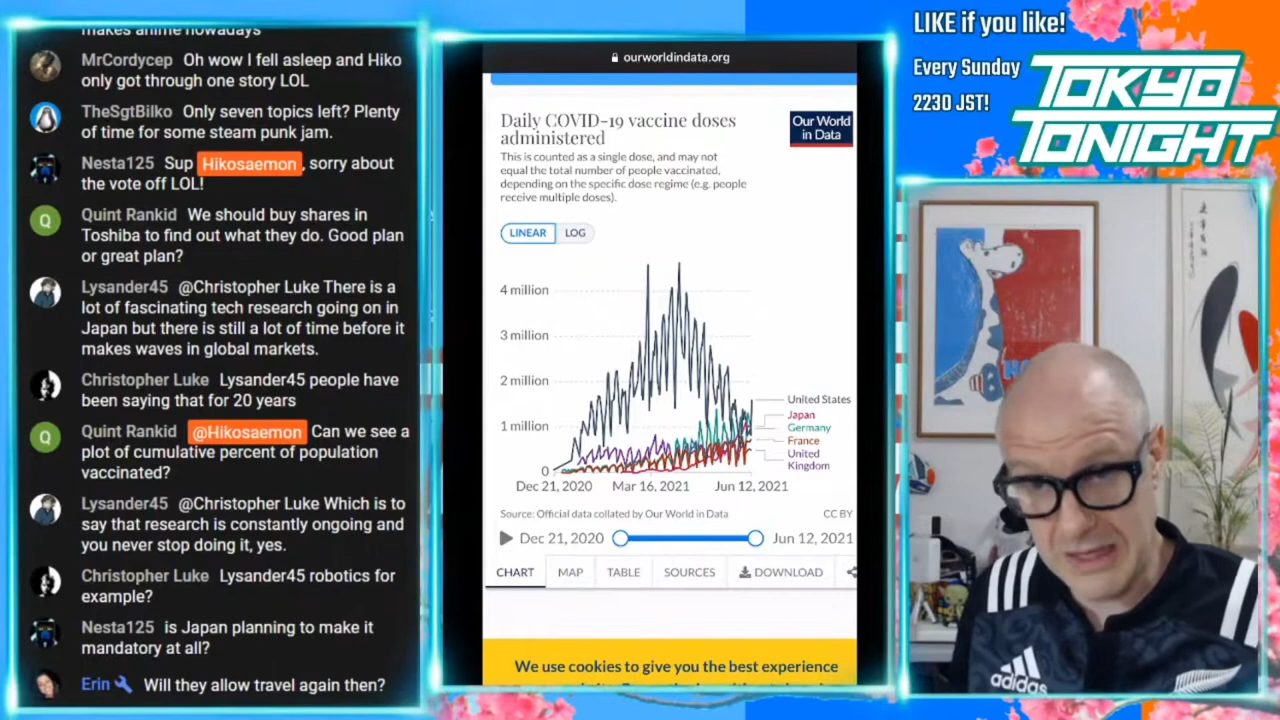 makes anime nowadays
MrCordycep Oh wow I fell asleep and Hiko
only got through one story LOL
TheSgtBilko Only seven topics left? Plenty
of time for some steam punk jam.
Nesta125 Sup Hikosaemon, sorry about
the vote off LOL!
Q Quint Rankid We should buy shares in
Toshiba to find out what they do. Good plan
or great plan?
Lysander45 @Christopher Luke There is a
lot of fascinating tech research going on in
Japan but there is still a lot of time before it
makes waves in global markets.
Christopher Luke Lysander45 people have
been saying that for 20 years
Q Quint Rankid @Hikosaemon Can we see a
plot of cumulative percent of population
vaccinated?
Lysander45 @Christopher Luke Which is to
say that research is constantly ongoing and
you never stop doing it, yes.
Christopher Luke Lysander45 robotics for
example?
Nesta125 is Japan planning to make it
mandatory at all?
Erin Will they allow travel again then?
ourworldindata.org
Daily COVID-19 vaccine doses
administered
Our World
in Data
This is counted as a single dose, and may not
equal the total number of people vaccinated,
depending on the specific dose regime (e.g. people
receive multiple doses).
LINEAR LOG
4 million
3 million
2 million
1 million
0
United States
Japan
Germany
France
United
Kingdom
Dec 21, 2020 Mar 16, 2021 Jun 12, 2021
Source: Official data collated by Our World in Data CC BY
Dec 21, 2020 Jun 12, 2021
CHART MAP TABLE SOURCES DOWNLOAD
We use cookies to give you the best experience
LIKE if you like!
Every Sunday
2230 JST!
TOKYO
TONIGHT
adidas